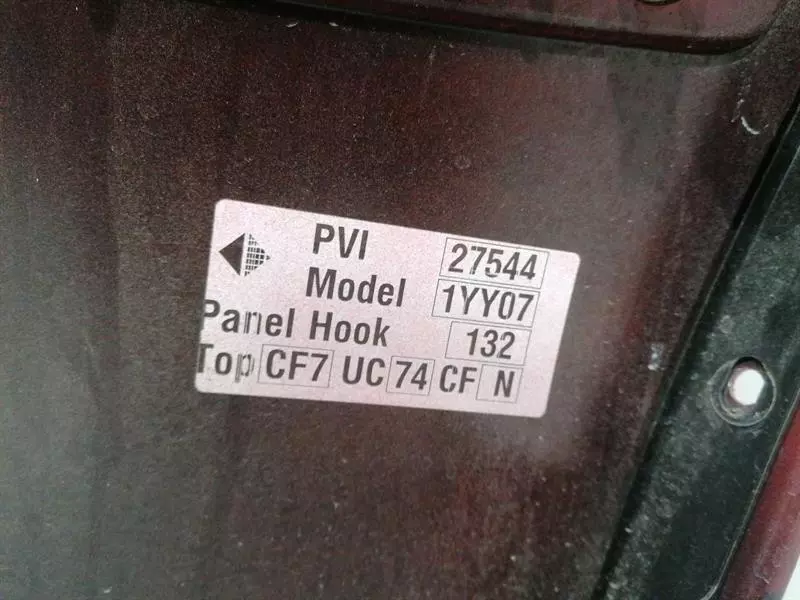 PVI 27544
Model 1YY07
Panel Hook 132
Top CF7 UC 74 CF N